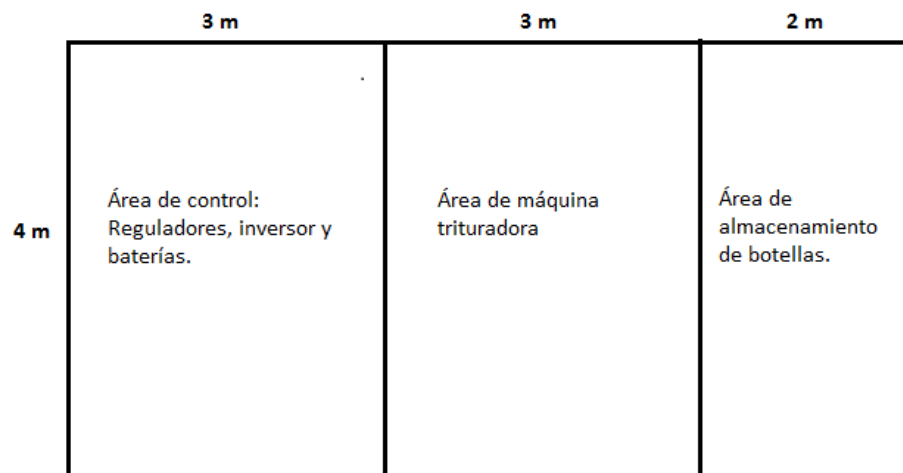 3 m
3 m
2 m
4 m
Área de control:
Reguladores, inversor y
baterías.
Área de máquina
trituradora
Área de
almacenamiento
de botellas.